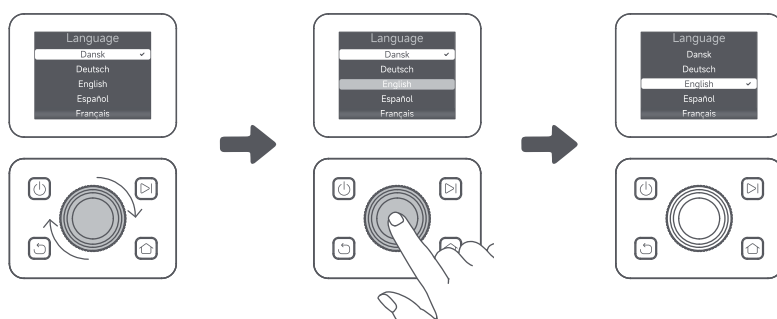 Language
Dansk
Deutsch
English
Español
Français
Language
Dansk
Deutsch
English
Español
Français
Language
Dansk
Deutsch
English
Español
Français